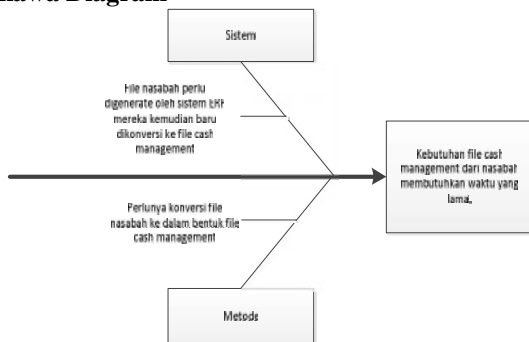 Diagram
Sistem
File nasabah perlu
digenerate oleh sistem ERP
mereka kemudian baru
dikonversi ke file cash
management
Kebutuhan file cash
management dari nasabah
membutuhkan waktu yang
lama.
Perlunya konversi file
nasabah ke dalam bentuk file
cash management
Metode